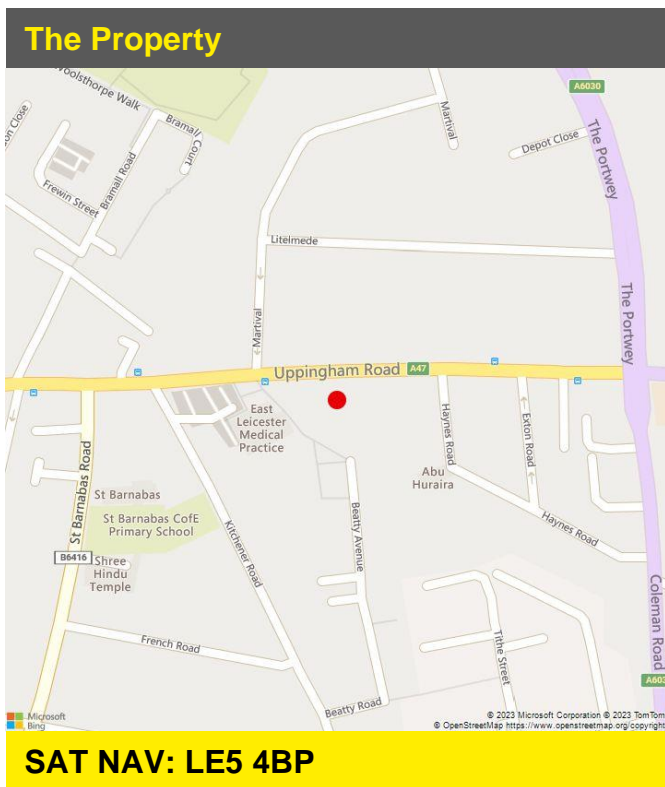 The Property
Woolsthorpe Walk
Bramall
Court
Frewin Street
Bramall Road
Martival
A6030
Depot Close
The Portwey
Litelmede
Martival
The Portwey
Uppingham Road A47
East
Leicester
Medical
Practice
Haynes Road
Exton Road
Abu
Huraira
St Barnabas Road
St Barnabas
St Barnabas CofE
Primary School
Kitchener Road
Beatty Avenue
Haynes Road
B6416
Shree
Hindu
Temple
French Road
Tithe Street
Coleman Road
Beatty Road
Microsoft
Bing
© 2023 Microsoft Corporation © 2023 TomTom
© OpenStreetMap https://www.openstreetmap.org/copyright
SAT NAV: LE5 4BP